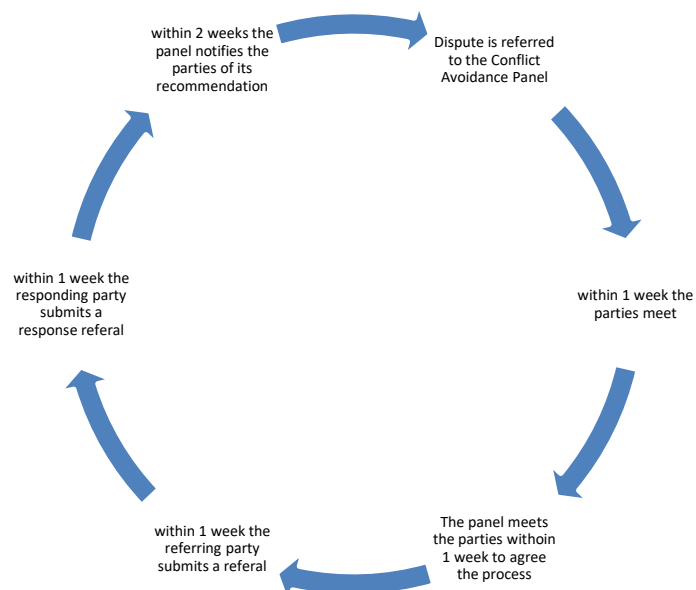 Dispute is referred
to the Conflict
Avoidance Panel
within 1 week the
parties meet
The panel meets
the parties withoin
1 week to agree
the process
within 1 week the
referring party
submits a referal
within 1 week the
responding party
submits a
response referal
within 2 weeks the
panel notifies the
parties of its
recommendation